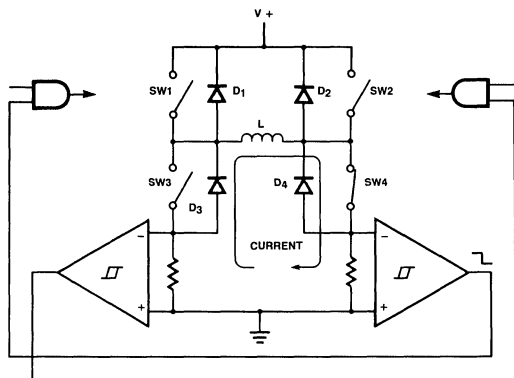 V +
SW1
D1
D2
SW2
L
SW3
D3
D4
SW4
CURRENT
−
−
+
+